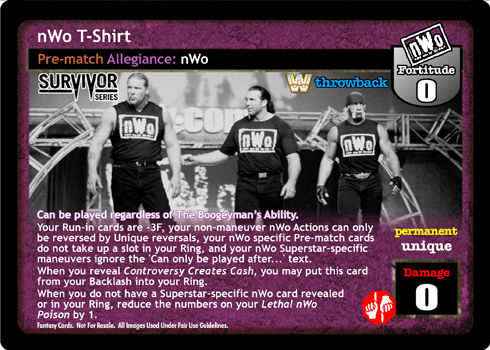 nWo T-Shirt
Pre-match Allegiance: nWo
nWo
Fortitude
0
SURVIVOR
SERIES
W throwback
.com
nWo
nWo
nWo
Can be played regardless of The Boogeyman's Ability.
Your Run-in cards are -3F, your non-maneuver nWo Actions can only
be reversed by Unique reversals, your nWo specific Pre-match cards
do not take up a slot in your Ring, and your nWo Superstar-specific
maneuvers ignore the 'Can only be played after...' text.
When you reveal Controversy Creates Cash, you may put this card
from your Backlash into your Ring.
When you do not have a Superstar-specific nWo card revealed
or in your Ring, reduce the numbers on your Lethal nWo
Poison by 1.
permanent
unique
Damage
0
Fantasy Cards. Not For Resale. All Images Used Under Fair Use Guidelines.